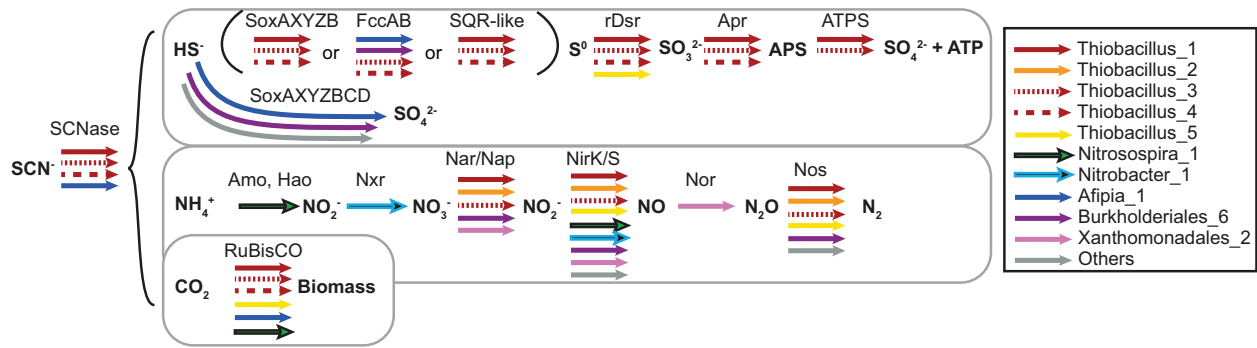 SoxAXYZB FccAB SQR-like rDsr Apr ATPS
HS⁻ or or S⁰ SO₃²⁻ APS SO₄²⁻ + ATP
SoxAXYZBCD
SO₄²⁻
SCNase
SCN⁻
Nar/Nap NirK/S Nor Nos
Amo, Hao Nxr
NH₄⁺ NO₂⁻ NO₃⁻ NO₂⁻ NO N₂O N₂
RuBisCO
CO₂ Biomass
Thiobacillus_1
Thiobacillus_2
Thiobacillus_3
Thiobacillus_4
Thiobacillus_5
Nitrosospira_1
Nitrobacter_1
Afipia_1
Burkholderiales_6
Xanthomonadales_2
Others